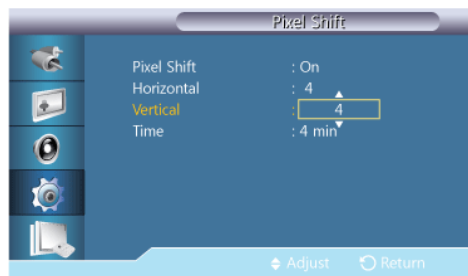 Pixel Shift
Pixel Shift : On
Horizontal : 4
Vertical : 4
Time : 4 min
Adjust Return